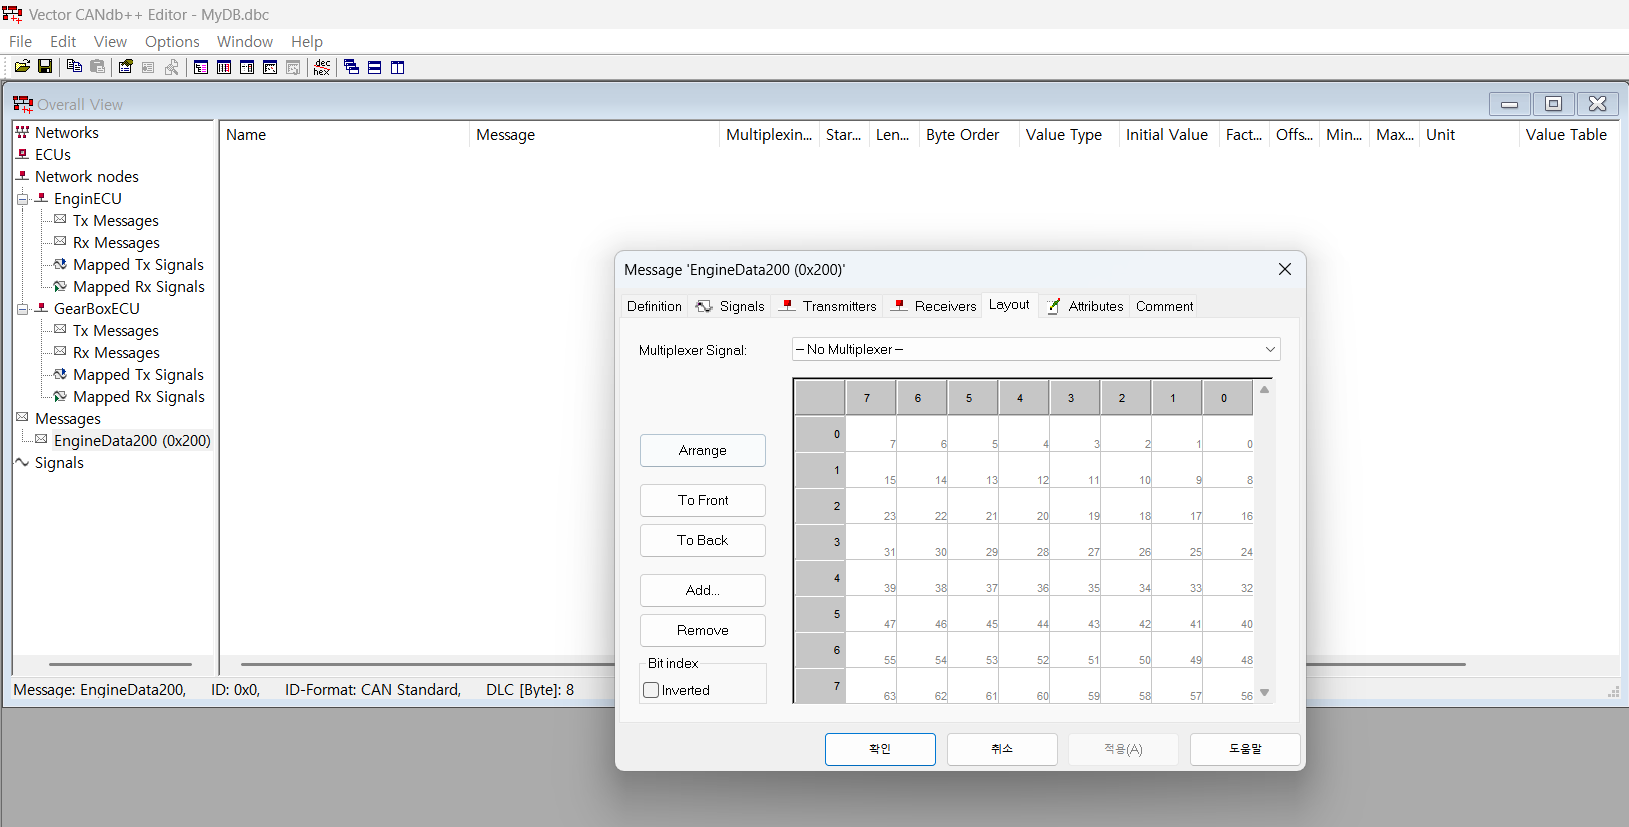 Vector CANdb++ Editor - MyDB.dbc
File Edit View Options Window Help
dec
hex
Overall View
Networks
ECUs
Network nodes
EnginECU
Tx Messages
Rx Messages
Mapped Tx Signals
Mapped Rx Signals
GearBoxECU
Tx Messages
Rx Messages
Mapped Tx Signals
Mapped Rx Signals
Messages
EngineData200 (0x200)
Signals
Name Message Multiplexin... Star... Len... Byte Order Value Type Initial Value Fact... Offs... Min... Max... Unit Value Table
Message 'EngineData200 (0x200)'
Definition Signals Transmitters Receivers Layout Attributes Comment
Multiplexer Signal: -- No Multiplexer --
Arrange
To Front
To Back
Add...
Remove
Bit index
Inverted
7 6 5 4 3 2 1 0
0 7 6 5 4 3 2 1 0
1 15 14 13 12 11 10 9 8
2 23 22 21 20 19 18 17 16
3 31 30 29 28 27 26 25 24
4 39 38 37 36 35 34 33 32
5 47 46 45 44 43 42 41 40
6 55 54 53 52 51 50 49 48
7 63 62 61 60 59 58 57 56
확인 취소 적용(A) 도움말
Message: EngineData200, ID: 0x0, ID-Format: CAN Standard, DLC [Byte]: 8